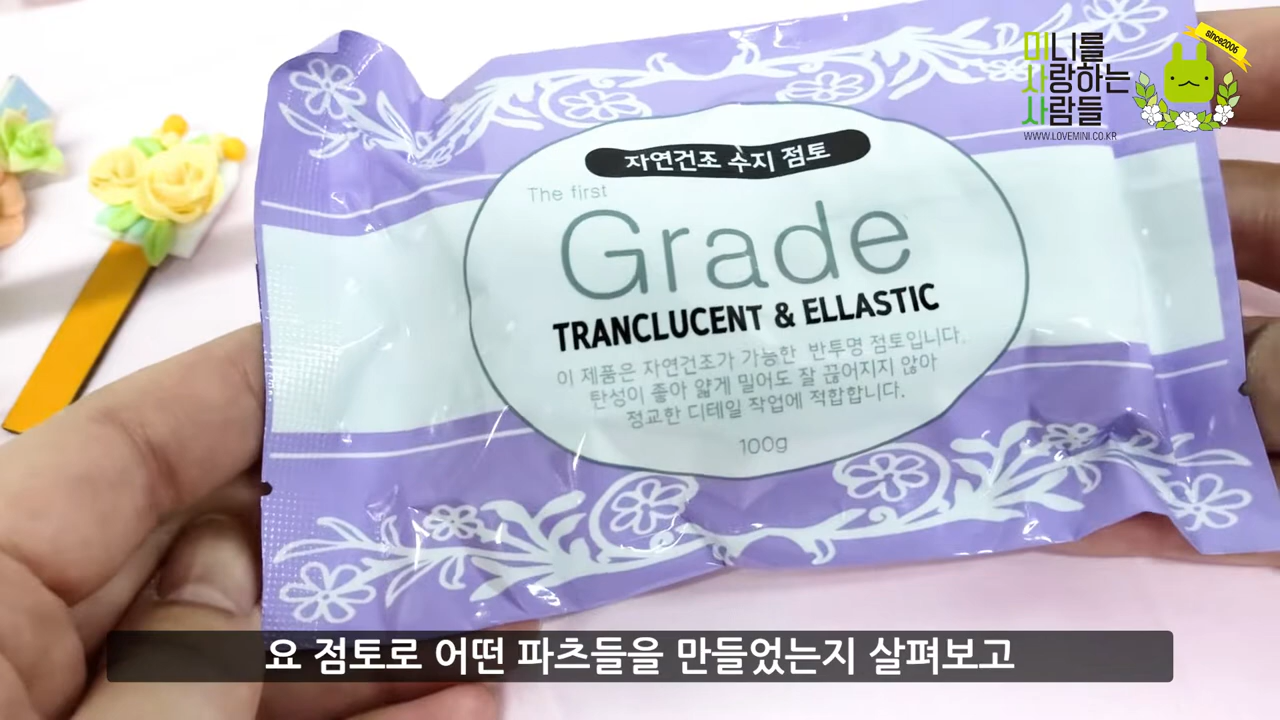 미니를
사랑하는
사람들
since2006
WWW.LOVEMINI.CO.KR
자연건조 수지 점토
The first
Grade
TRANCLUCENT & ELLASTIC
이 제품은 자연건조가 가능한 반투명 점토입니다.
탄성이 좋아 얇게 밀어도 잘 끊어지지 않아
정교한 디테일 작업에 적합합니다.
100g
요 점토로 어떤 파츠들을 만들었는지 살펴보고